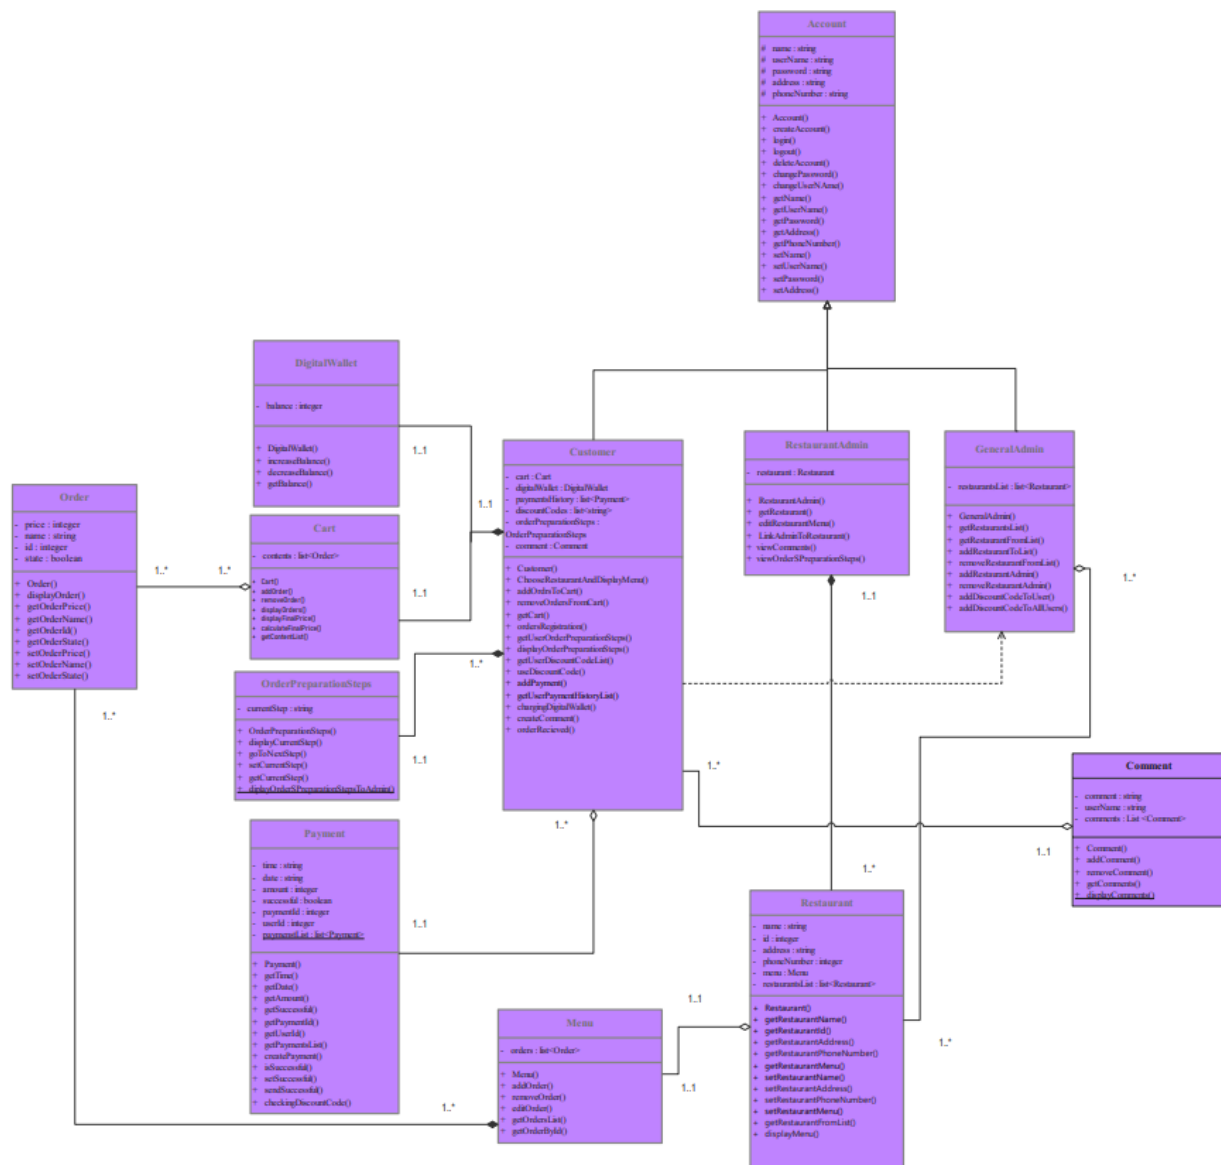 Account
# name : string
# userName : string
# password : string
# address : string
# phoneNumber : string
+ Account()
+ createAccount()
+ login()
+ logout()
+ deleteAccount()
+ changePassword()
+ changeUserNAme()
+ getName()
+ getUserName()
+ getPassword()
+ getAddress()
+ getPhoneNumber()
+ setName()
+ setUserName()
+ setPassword()
+ setAddress()
DigitalWallet
- balance : integer
+ DigitalWallet()
+ increaseBalance()
+ decreaseBalance()
+ getBalance()
1..1
1..1
Customer
- cart : Cart
- digitalWallet : DigitalWallet
- paymentsHistory : list<Payment>
- discountCodes : list<string>
- orderPreparationSteps :
OrderPreparationSteps
- comment : Comment
+ Customer()
+ ChooseRestaurantAndDisplayMenu()
+ addOrdrsToCart()
+ removeOrdersFromCart()
+ getCart()
+ ordersRegistration()
+ getUserOrderPreparationSteps()
+ displayOrderPreparationSteps()
+ getUserDiscountCodeList()
+ useDiscountCode()
+ addPayment()
+ getUserPaymentHistoryList()
+ chargingDigitalWallet()
+ createComment()
+ orderRecieved()
RestaurantAdmin
- restaurant : Restaurant
+ RestaurantAdmin()
+ getRestaurant()
+ editRestaurantMenu()
+ LinkAdminToRestaurant()
+ viewComments()
+ viewOrderSPreparationSteps()
1..1
GeneralAdmin
- restaurantsList : list<Restaurant>
+ GeneralAdmin()
+ getRestaurantsList()
+ getRestaurantFromList()
+ addRestaurantToList()
+ removeRestaurantFromList()
+ addRestaurantAdmin()
+ removeRestaurantAdmin()
+ addDiscountCodeToUser()
+ addDiscountCodeToAllUsers()
1..*
Order
- price : integer
- name : string
- id : integer
- state : boolean
+ Order()
+ displayOrder()
+ getOrderPrice()
+ getOrderName()
+ getOrderId()
+ getOrderState()
+ setOrderPrice()
+ setOrderName()
+ setOrderState()
1..*
1..*
1..*
Cart
- contents : list<Order>
+ Cart()
+ addOrder()
+ removeOrder()
+ displayOrders()
+ displayFinalPrice()
+ calculateFinalPrice()
+ getContentList()
1..1
OrderPreparationSteps
- currentStep : string
+ OrderPreparationSteps()
+ displayCurrentStep()
+ goToNextStep()
+ setCurrentStep()
+ getCurrentStep()
+ diplayOrderSPreparationStepsToAdmin()
1..*
1..1
Payment
- time : string
- date : string
- amount : integer
- successful : boolean
- paymentId : integer
- userId : integer
- paymenstList : list<Payment>
+ Payment()
+ getTime()
+ getDate()
+ getAmount()
+ getSuccessful()
+ getPaymentId()
+ getUserId()
+ getPaymentsList()
+ createPayment()
+ isSuccessful()
+ setSuccessful()
+ sendSuccessful()
+ checkingDiscountCode()
1..*
1..1
1..*
1..1
Comment
- comment : string
- userName : string
- comments : List <Comment>
+ Comment()
+ addComment()
+ removeComment()
+ getComments()
+ displayComments()
1..*
Restaurant
- name : string
- id : integer
- address : string
- phoneNumber : integer
- menu : Menu
- restaurantsList : list<Restaurant>
+ Restaurant()
+ getRestaurantName()
+ getRestaurantId()
+ getRestaurantAddress()
+ getRestaurantPhoneNumber()
+ getRestaurantMenu()
+ setRestaurantName()
+ setRestaurantAddress()
+ setRestaurantPhoneNumber()
+ setRestaurantMenu()
+ getRestaurantFromList()
+ displayMenu()
1..*
1..1
1..1
Menu
- orders : list<Order>
+ Menu()
+ addOrder()
+ removeOrder()
+ editOrder()
+ getOrdersList()
+ getOrderById()
1..*